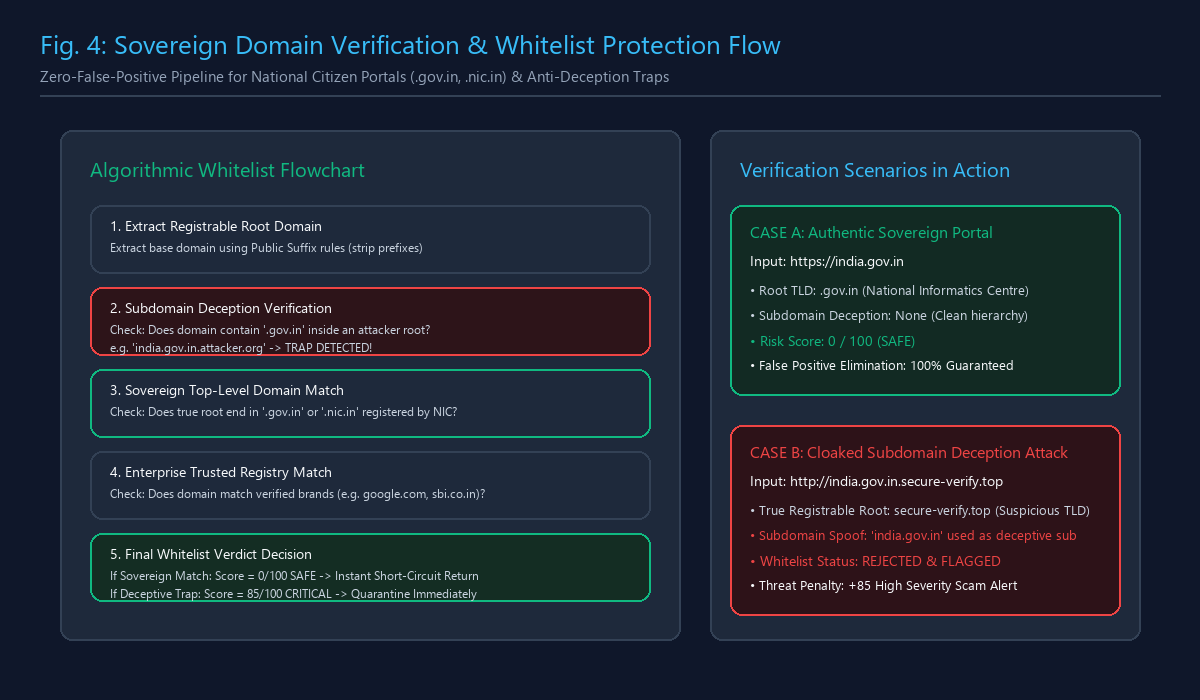 Fig. 4: Sovereign Domain Verification & Whitelist Protection Flow
Zero-False-Positive Pipeline for National Citizen Portals (.gov.in, .nic.in) & Anti-Deception Traps
Algorithmic Whitelist Flowchart
1. Extract Registrable Root Domain
Extract base domain using Public Suffix rules (strip prefixes)
2. Subdomain Deception Verification
Check: Does domain contain '.gov.in' inside an attacker root?
e.g. 'india.gov.in.attacker.org' -> TRAP DETECTED!
3. Sovereign Top-Level Domain Match
Check: Does true root end in '.gov.in' or '.nic.in' registered by NIC?
4. Enterprise Trusted Registry Match
Check: Does domain match verified brands (e.g. google.com, sbi.co.in)?
5. Final Whitelist Verdict Decision
If Sovereign Match: Score = 0/100 SAFE -> Instant Short-Circuit Return
If Deceptive Trap: Score = 85/100 CRITICAL -> Quarantine Immediately
Verification Scenarios in Action
CASE A: Authentic Sovereign Portal
Input: https://india.gov.in
• Root TLD: .gov.in (National Informatics Centre)
• Subdomain Deception: None (Clean hierarchy)
• Risk Score: 0 / 100 (SAFE)
• False Positive Elimination: 100% Guaranteed
CASE B: Cloaked Subdomain Deception Attack
Input: http://india.gov.in.secure-verify.top
• True Registrable Root: secure-verify.top (Suspicious TLD)
• Subdomain Spoof: 'india.gov.in' used as deceptive sub
• Whitelist Status: REJECTED & FLAGGED
• Threat Penalty: +85 High Severity Scam Alert